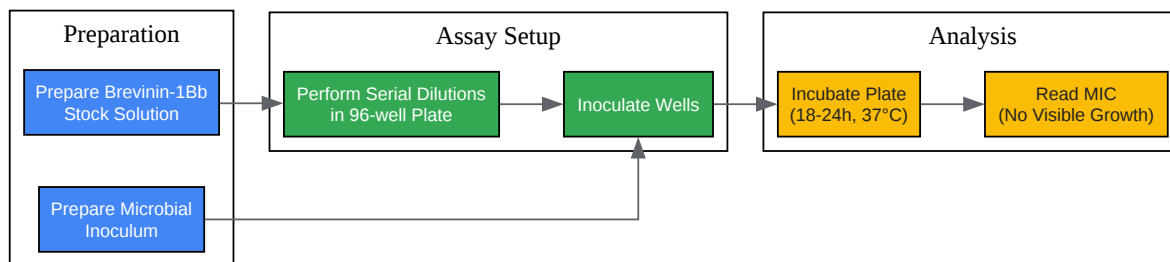 Preparation
Prepare Brevinin-1Bb
Stock Solution
Prepare Microbial
Inoculum
Assay Setup
Perform Serial Dilutions
in 96-well Plate
Inoculate Wells
Analysis
Incubate Plate
(18-24h, 37°C)
Read MIC
(No Visible Growth)